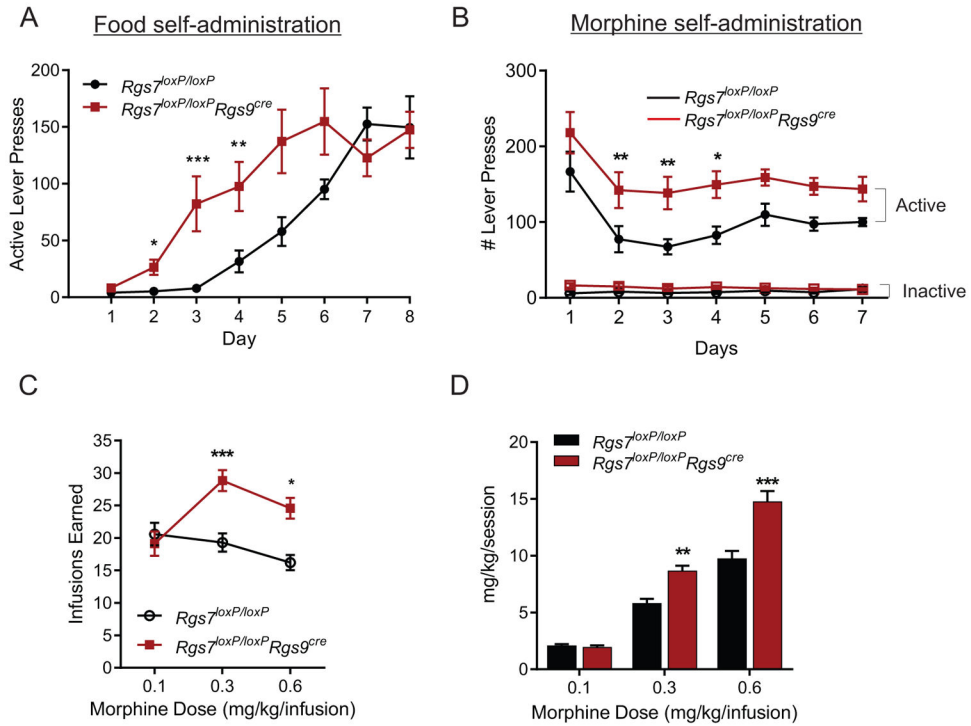 A
Food self-administration
Rgs7loxP/loxP
Rgs7loxP/loxPRgs9cre
Active Lever Presses
200
150
100
50
0
*
***
**
1 2 3 4 5 6 7 8
Day
B
Morphine self-administration
Rgs7loxP/loxP
Rgs7loxP/loxPRgs9cre
# Lever Presses
300
200
100
0
** ** *
Active
Inactive
1 2 3 4 5 6 7
Days
C
Infusions Earned
35
30
25
20
15
10
5
0
***
*
Rgs7loxP/loxP
Rgs7loxP/loxPRgs9cre
0.1 0.3 0.6
Morphine Dose (mg/kg/infusion)
D
Rgs7loxP/loxP
Rgs7loxP/loxPRgs9cre
mg/kg/session
20
15
10
5
0
**
***
0.1 0.3 0.6
Morphine Dose (mg/kg/infusion)